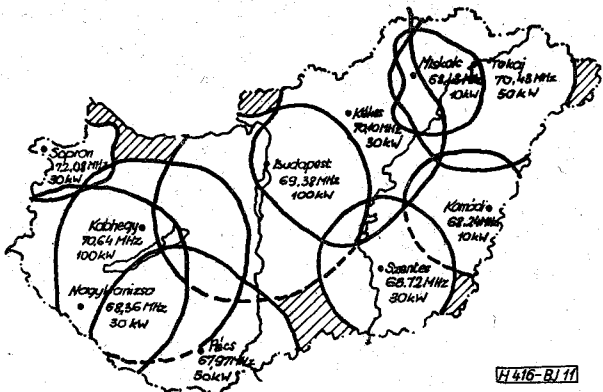 Miskolc
68,18 MHz
10kW
Tokaj
70,48 MHz
50 kW
Kékes
70,10 MHz
30 kW
Sopron
72,08 MHz
30 kW
Budapest
69,38 MHz
100 kW
Komádi
68,24 MHz
10 kW
Kabhegy
70,64 MHz
100 kW
Szentes
68.72 MHz
30 kW
Nagykanizsa
68,36 MHz
30 kW
Pécs
67,97 MHz
50 kW
H 416-BJ 11